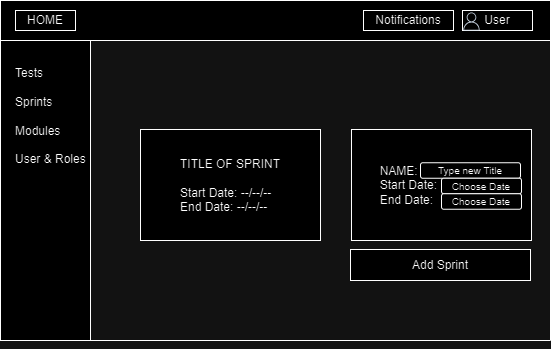 HOME
Notifications
User
Tests
Sprints
Modules
User & Roles
TITLE OF SPRINT
Start Date: --/--/--
End Date: --/--/--
NAME: Type new Title
Start Date: Choose Date
End Date: Choose Date
Add Sprint